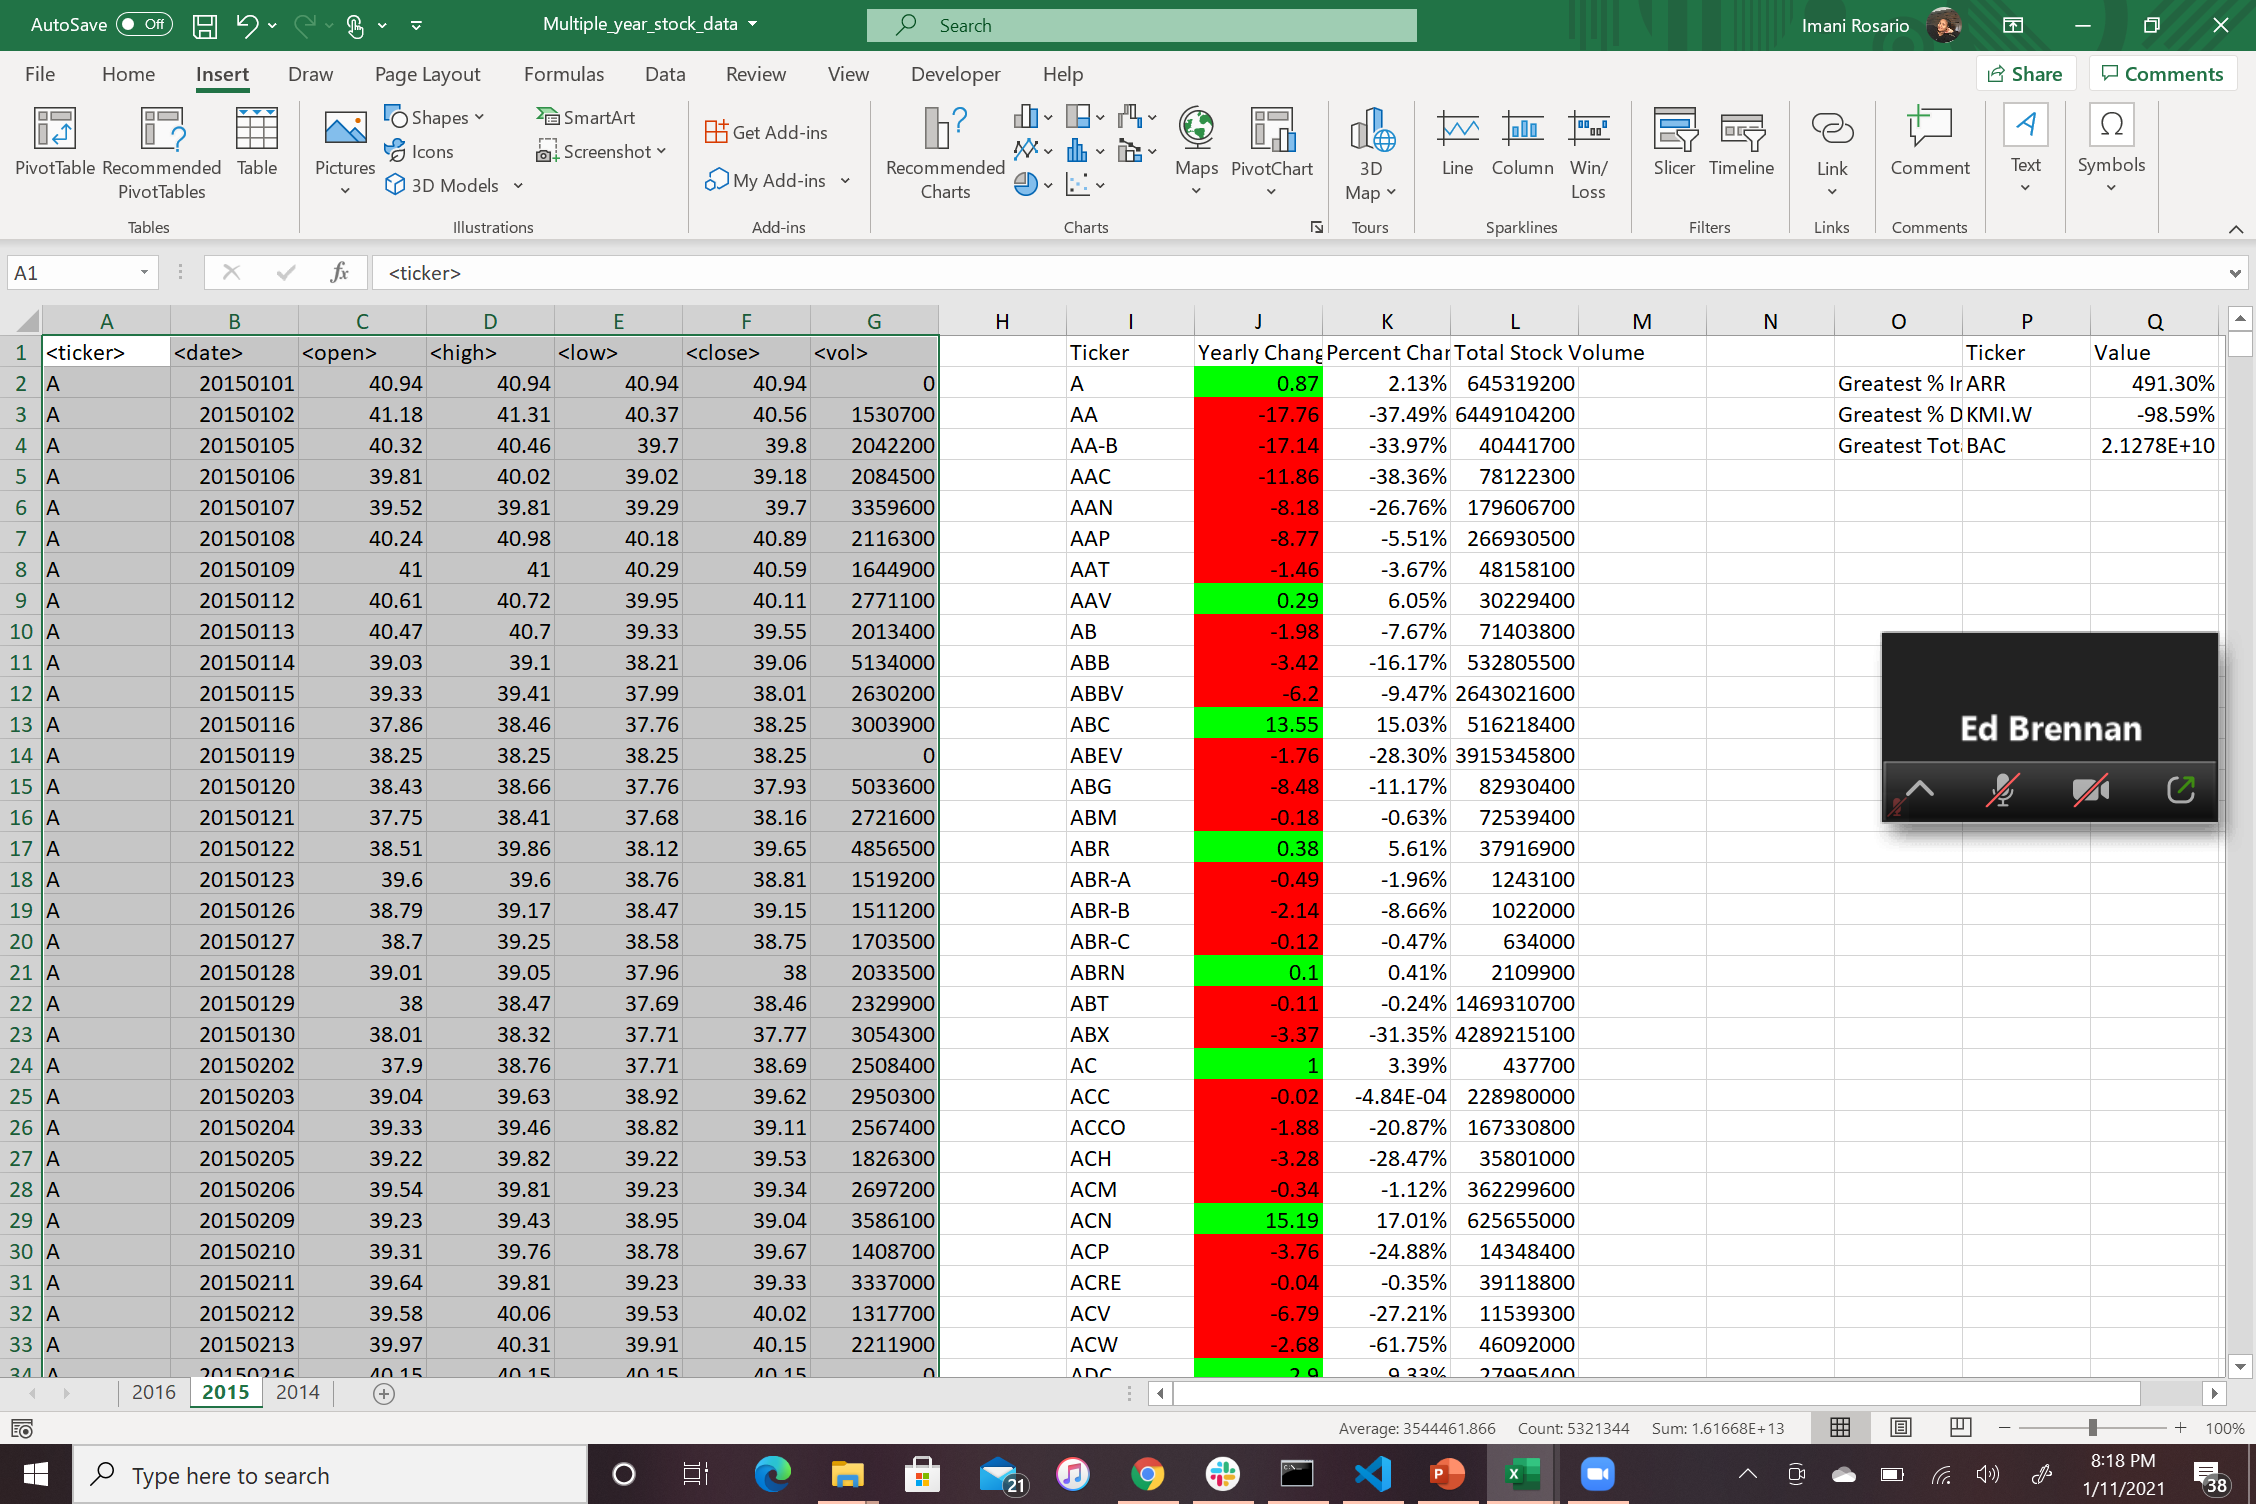 AutoSave Off Multiple_year_stock_data Search Imani Rosario
File Home Insert Draw Page Layout Formulas Data Review View Developer Help Share Comments
PivotTable Recommended PivotTables Table Pictures Shapes Icons 3D Models SmartArt Screenshot Get Add-ins My Add-ins Recommended Charts Maps PivotChart 3D Map Line Column Win/Loss Slicer Timeline Link Comment Text Symbols
Tables Illustrations Add-ins Charts Tours Sparklines Filters Links Comments
A1 fx <ticker>
A B C D E F G H I J K L M N O P Q
1 <ticker> <date> <open> <high> <low> <close> <vol> Ticker Yearly Chang Percent Char Total Stock Volume Ticker Value
2 A 20150101 40.94 40.94 40.94 40.94 0 A 0.87 2.13% 645319200 Greatest % Ir ARR 491.30%
3 A 20150102 41.18 41.31 40.37 40.56 1530700 AA -17.76 -37.49% 6449104200 Greatest % D KMI.W -98.59%
4 A 20150105 40.32 40.46 39.7 39.8 2042200 AA-B -17.14 -33.97% 40441700 Greatest Tot BAC 2.1278E+10
5 A 20150106 39.81 40.02 39.02 39.18 2084500 AAC -11.86 -38.36% 78122300
6 A 20150107 39.52 39.81 39.29 39.7 3359600 AAN -8.18 -26.76% 179606700
7 A 20150108 40.24 40.98 40.18 40.89 2116300 AAP -8.77 -5.51% 266930500
8 A 20150109 41 41 40.29 40.59 1644900 AAT -1.46 -3.67% 48158100
9 A 20150112 40.61 40.72 39.95 40.11 2771100 AAV 0.29 6.05% 30229400
10 A 20150113 40.47 40.7 39.33 39.55 2013400 AB -1.98 -7.67% 71403800
11 A 20150114 39.03 39.1 38.21 39.06 5134000 ABB -3.42 -16.17% 532805500
12 A 20150115 39.33 39.41 37.99 38.01 2630200 ABBV -6.2 -9.47% 2643021600
13 A 20150116 37.86 38.46 37.76 38.25 3003900 ABC 13.55 15.03% 516218400 Ed Brennan
14 A 20150119 38.25 38.25 38.25 38.25 0 ABEV -1.76 -28.30% 3915345800
15 A 20150120 38.43 38.66 37.76 37.93 5033600 ABG -8.48 -11.17% 82930400
16 A 20150121 37.75 38.41 37.68 38.16 2721600 ABM -0.18 -0.63% 72539400
17 A 20150122 38.51 39.86 38.12 39.65 4856500 ABR 0.38 5.61% 37916900
18 A 20150123 39.6 39.6 38.76 38.81 1519200 ABR-A -0.49 -1.96% 1243100
19 A 20150126 38.79 39.17 38.47 39.15 1511200 ABR-B -2.14 -8.66% 1022000
20 A 20150127 38.7 39.25 38.58 38.75 1703500 ABR-C -0.12 -0.47% 634000
21 A 20150128 39.01 39.05 37.96 38 2033500 ABRN 0.1 0.41% 2109900
22 A 20150129 38 38.47 37.69 38.46 2329900 ABT -0.11 -0.24% 1469310700
23 A 20150130 38.01 38.32 37.71 37.77 3054300 ABX -3.37 -31.35% 4289215100
24 A 20150202 37.9 38.76 37.71 38.69 2508400 AC 1 3.39% 437700
25 A 20150203 39.04 39.63 38.92 39.62 2950300 ACC -0.02 -4.84E-04 228980000
26 A 20150204 39.33 39.46 38.82 39.11 2567400 ACCO -1.88 -20.87% 167330800
27 A 20150205 39.22 39.82 39.22 39.53 1826300 ACH -3.28 -28.47% 35801000
28 A 20150206 39.54 39.81 39.23 39.34 2697200 ACM -0.34 -1.12% 362299600
29 A 20150209 39.23 39.43 38.95 39.04 3586100 ACN 15.19 17.01% 625655000
30 A 20150210 39.31 39.76 38.78 39.67 1408700 ACP -3.76 -24.88% 14348400
31 A 20150211 39.64 39.81 39.23 39.33 3337000 ACRE -0.04 -0.35% 39118800
32 A 20150212 39.58 40.06 39.53 40.02 1317700 ACV -6.79 -27.21% 11539300
33 A 20150213 39.97 40.31 39.91 40.15 2211900 ACW -2.68 -61.75% 46092000
34 A 20150216 40.15 40.15 40.15 40.15 0 ADC 2.9 9.33% 27995400
2016 2015 2014
Average: 3544461.866 Count: 5321344 Sum: 1.61668E+13 100%
Type here to search 21 8:18 PM
1/11/2021 38